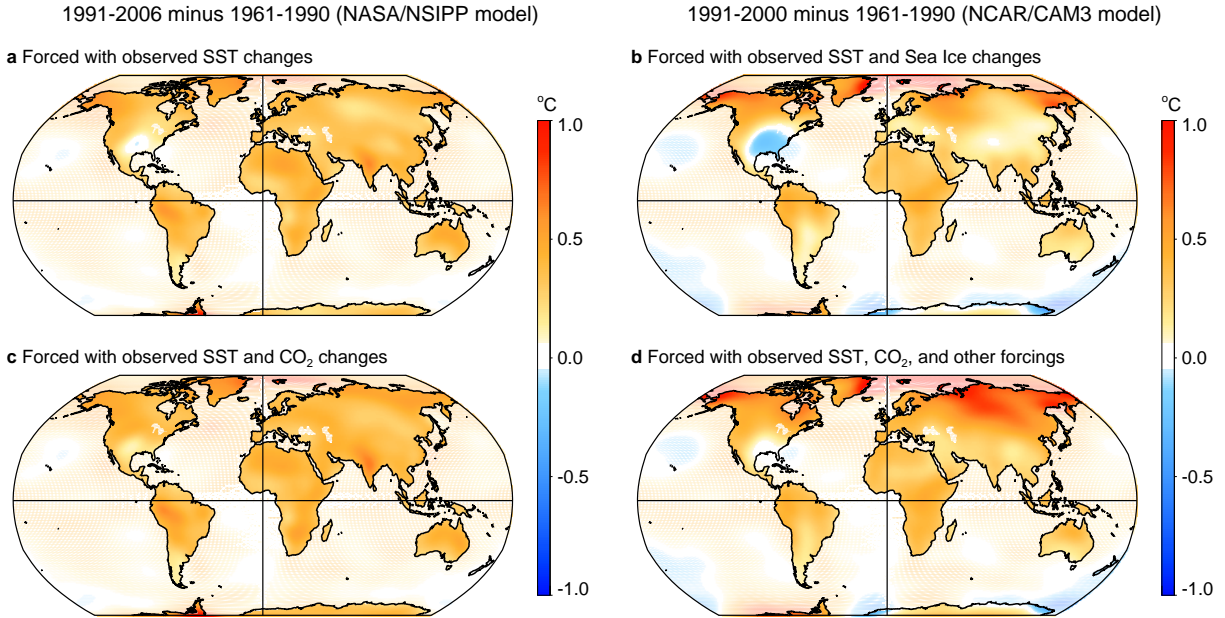 1991-2006 minus 1961-1990 (NASA/NSIPP model)
1991-2000 minus 1961-1990 (NCAR/CAM3 model)
a Forced with observed SST changes
b Forced with observed SST and Sea Ice changes
°C
1.0
0.5
0.0
-0.5
-1.0
°C
1.0
0.5
0.0
-0.5
-1.0
c Forced with observed SST and CO₂ changes
d Forced with observed SST, CO₂, and other forcings